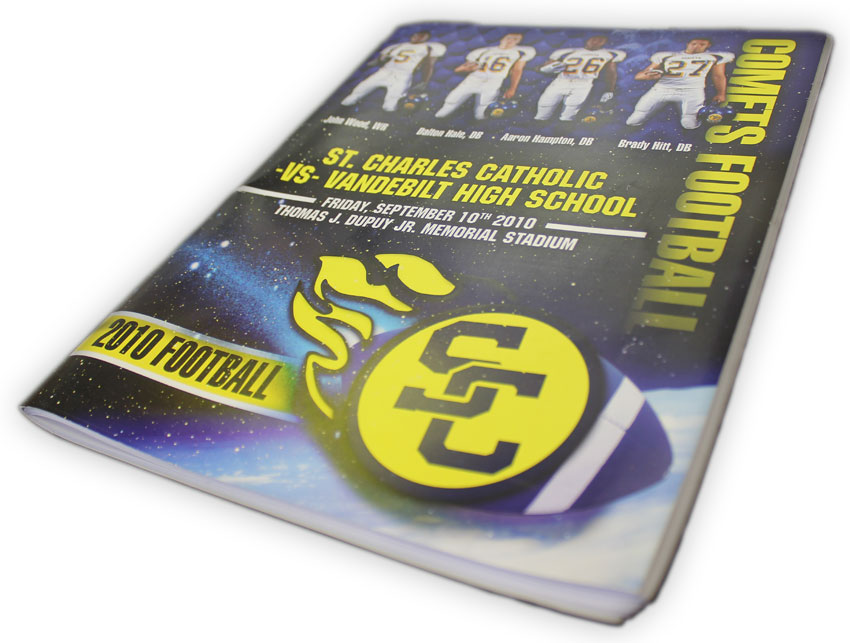 5 16 26 27
John Wood, WR
Dalton Hale, DB
Aaron Hampton, DB
Brady Hitt, DB
COMETS FOOTBALL
ST. CHARLES CATHOLIC
-VS- VANDEBILT HIGH SCHOOL
FRIDAY, SEPTEMBER 10TH 2010
THOMAS J. DUPUY JR. MEMORIAL STADIUM
2010 FOOTBALL
SCC